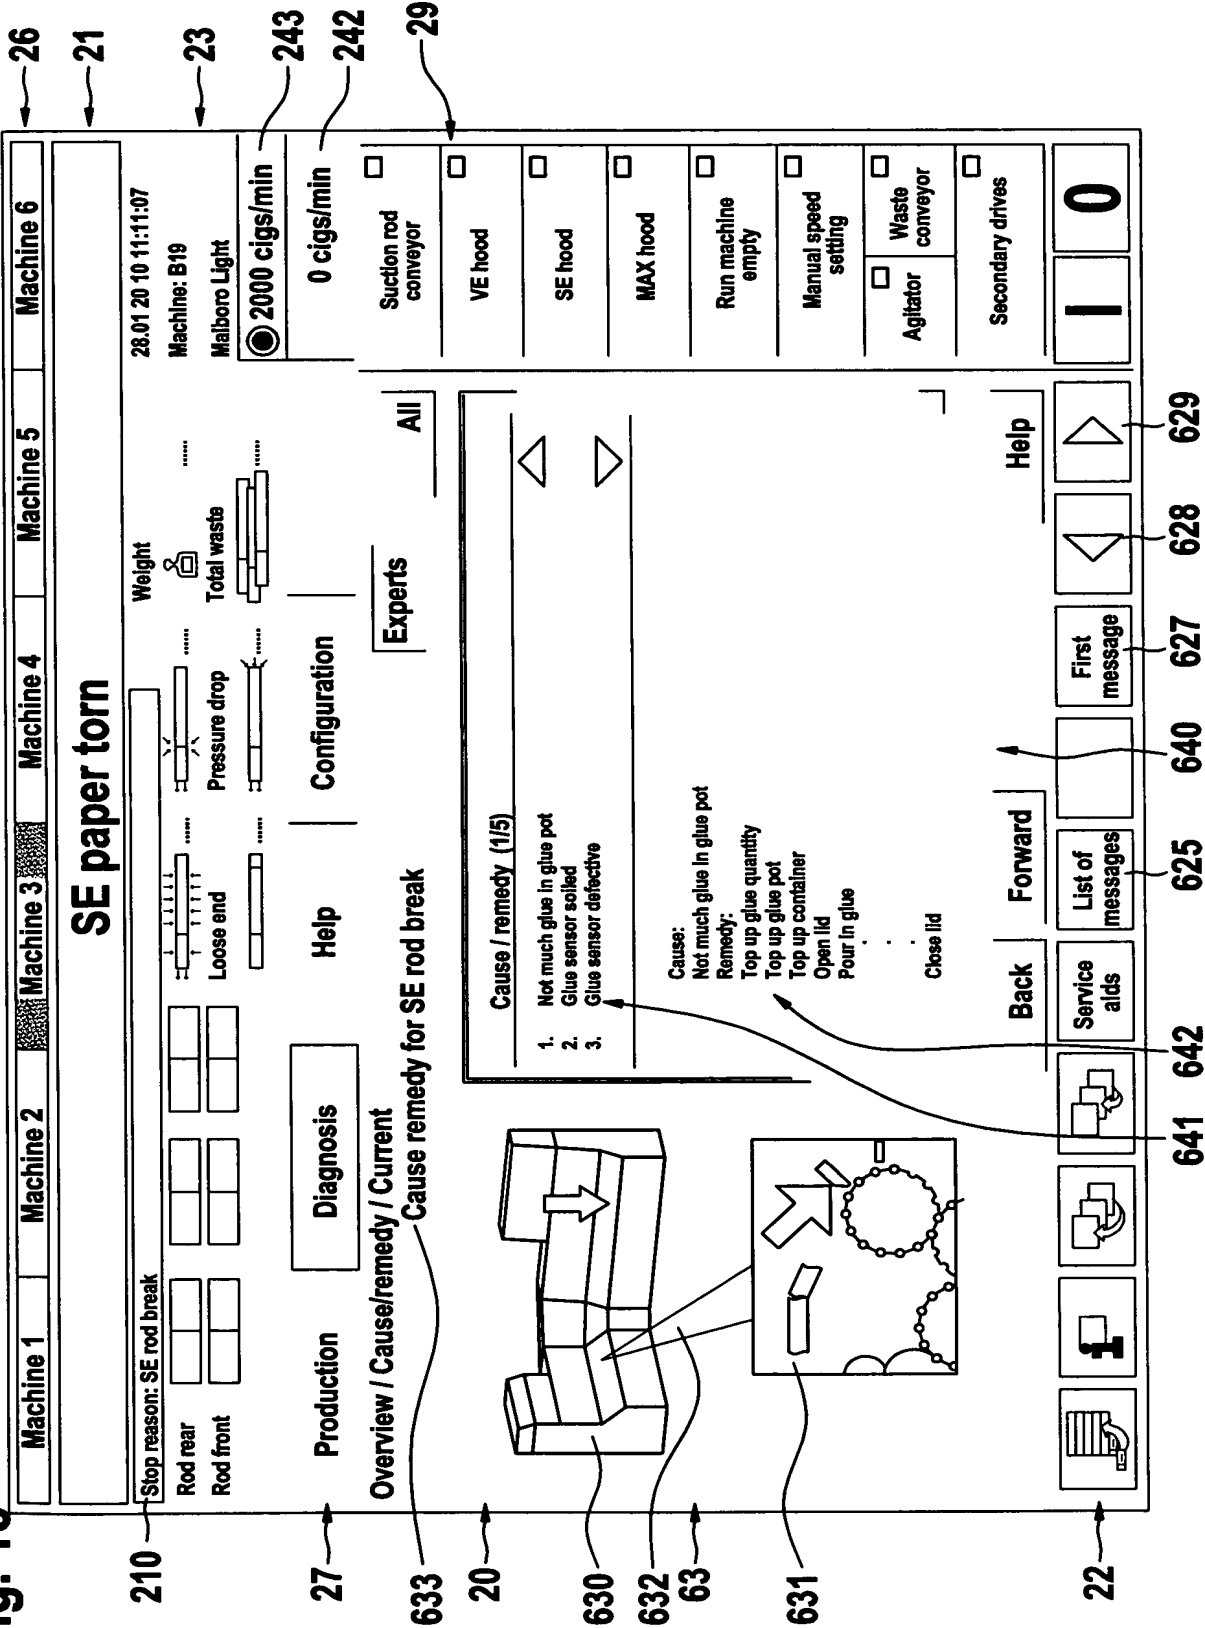 26
21
23
243
242
29
Machine 1
Machine 2
Machine 3
Machine 4
Machine 5
Machine 6
SE paper torn
210
Stop reason: SE rod break
Weight
28.01 20 10 11:11:07
Rod rear
......
......
......
Machine: B19
Rod front
Loose end
Pressure drop
Total waste
Malboro Light
......
......
......
2000 cigs/min
27
Production
Diagnosis
Help
Configuration
0 cigs/min
Overview / Cause/remedy / Current
Experts
All
633
Cause remedy for SE rod break
20
630
632
63
631
Cause / remedy (1/5)
1. Not much glue in glue pot
2. Glue sensor soiled
3. Glue sensor defective
Cause:
Not much glue in glue pot
Remedy:
Top up glue quantity
Top up glue pot
Top up container
Open lid
Pour in glue
.
.
.
Close lid
Suction rod
conveyor
VE hood
SE hood
MAX hood
Run machine
empty
Manual speed
setting
Agitator
Waste
conveyor
Secondary drives
Back
Forward
Help
22
Service
aids
List of
messages
First
message
I
0
641
642
625
640
627
628
629